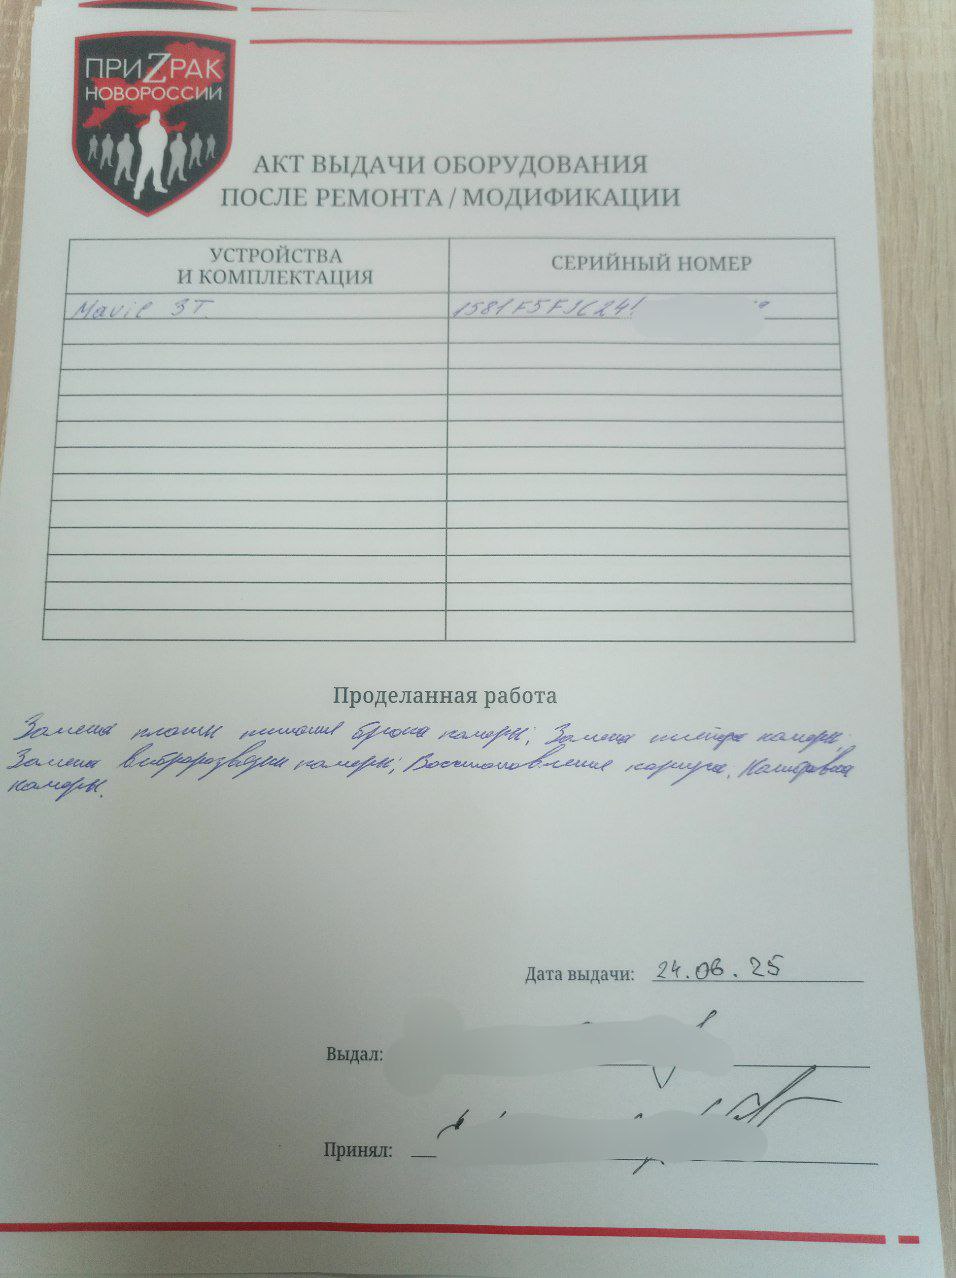 ПРИZРАК
НОВОРОССИИ
АКТ ВЫДАЧИ ОБОРУДОВАНИЯ
ПОСЛЕ РЕМОНТА / МОДИФИКАЦИИ
УСТРОЙСТВА
И КОМПЛЕКТАЦИЯ
СЕРИЙНЫЙ НОМЕР
Mavic 3T
1581F5FJC24
Проделанная работа
Замена платы питания блока камеры; Замена шлейфа камеры;
Замена виброразвязки камеры; Восстановление корпуса, Калибровка
камеры.
Дата выдачи: 24.06.25
Выдал:
Принял: